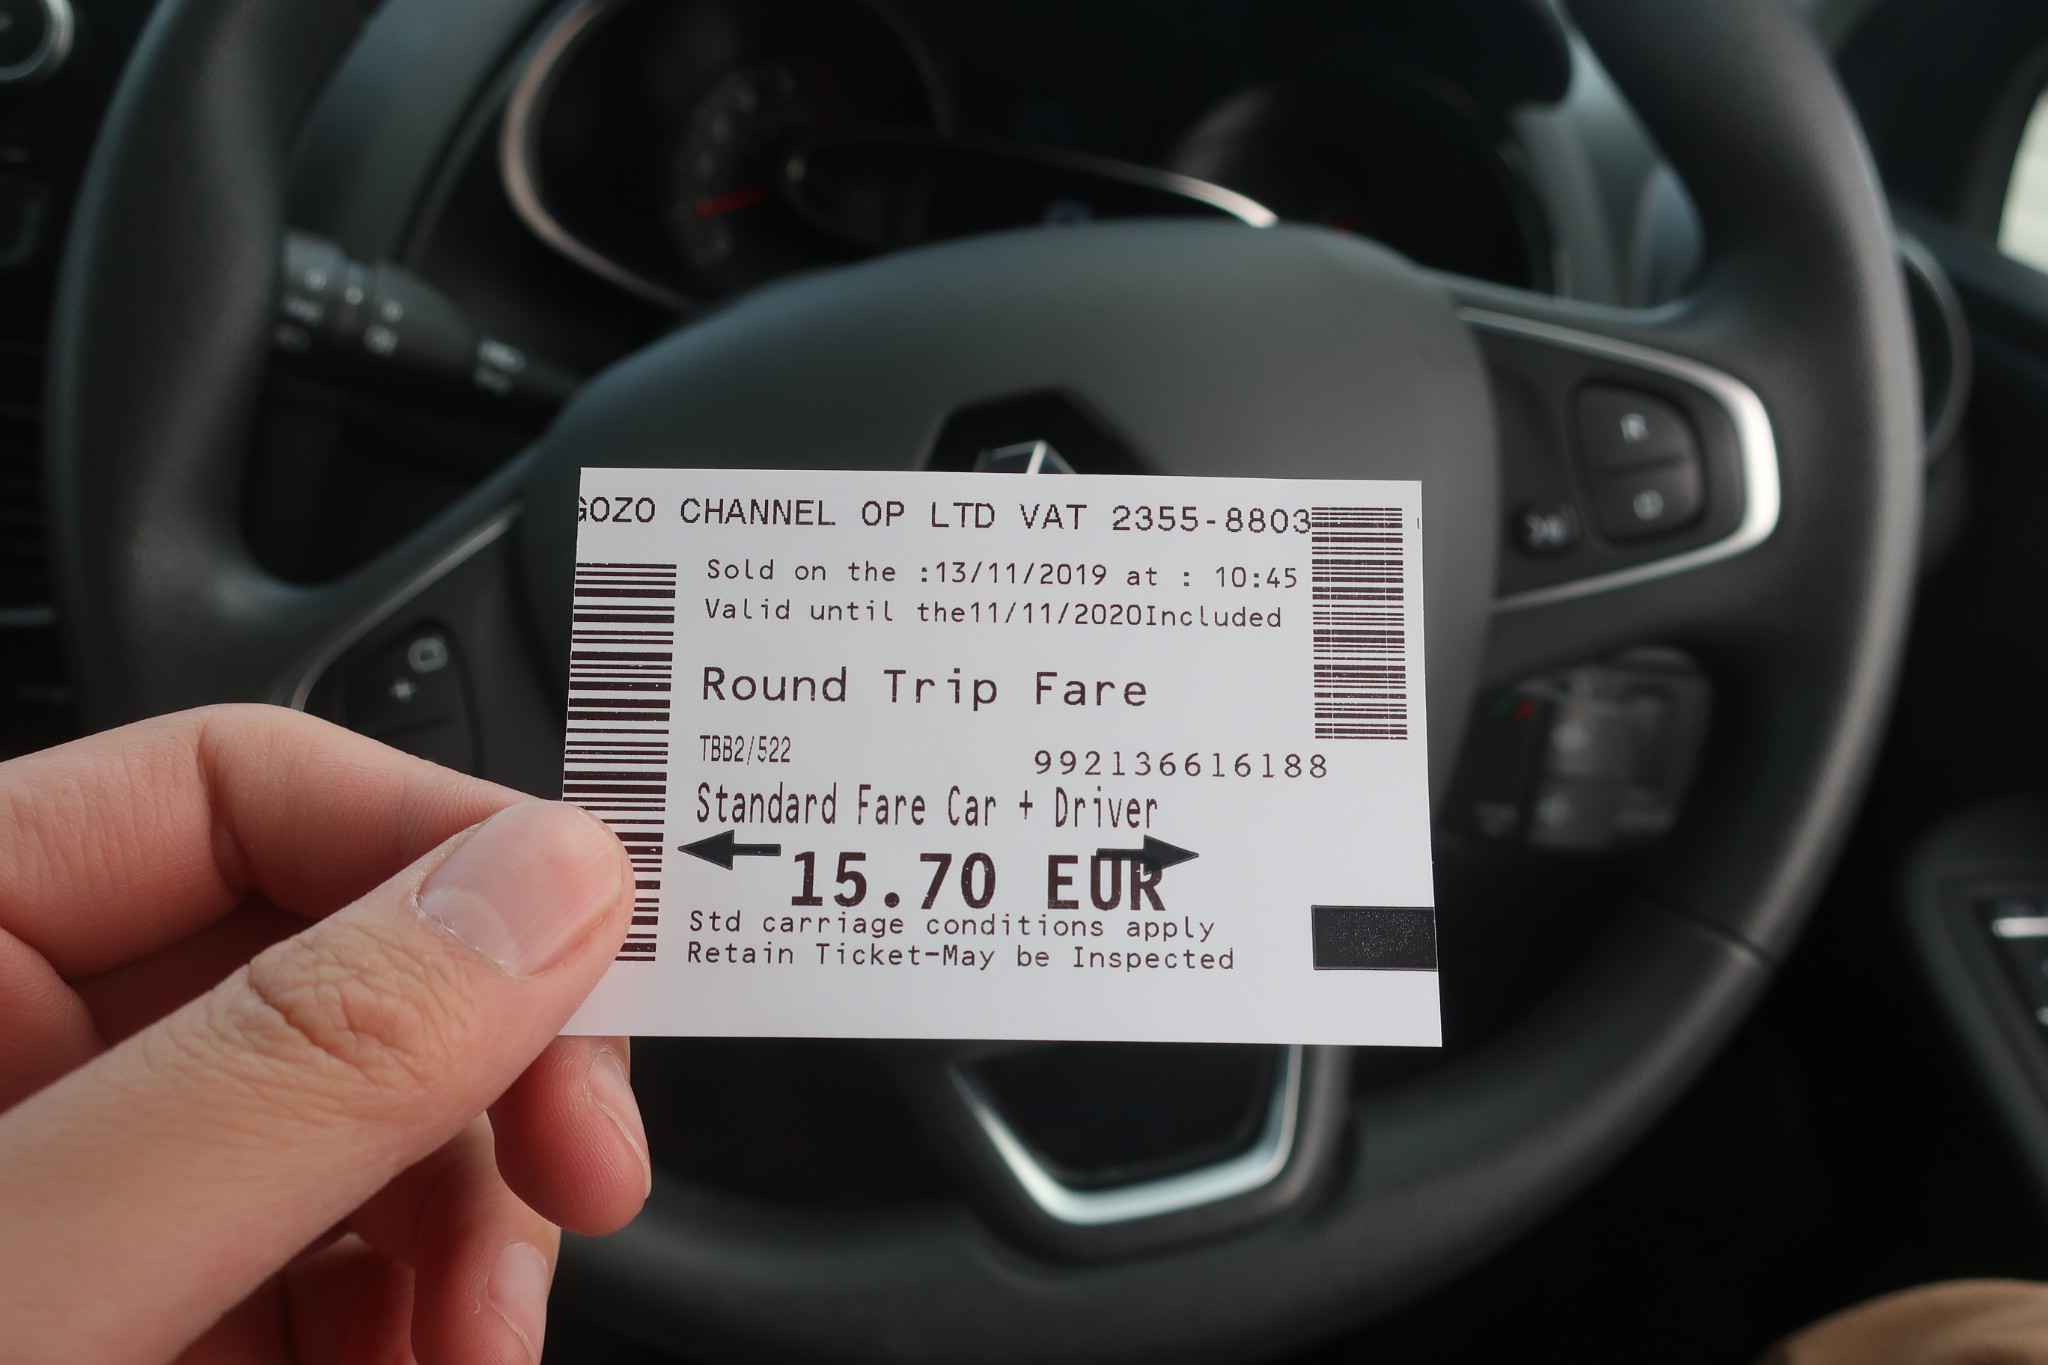 GOZO CHANNEL OP LTD VAT 2355-8803
Sold on the :13/11/2019 at : 10:45
Valid until the11/11/2020Included
Round Trip Fare
TBB2/522 992136616188
Standard Fare Car + Driver
15.70 EUR
Std carriage conditions apply
Retain Ticket-May be Inspected
R
O
+